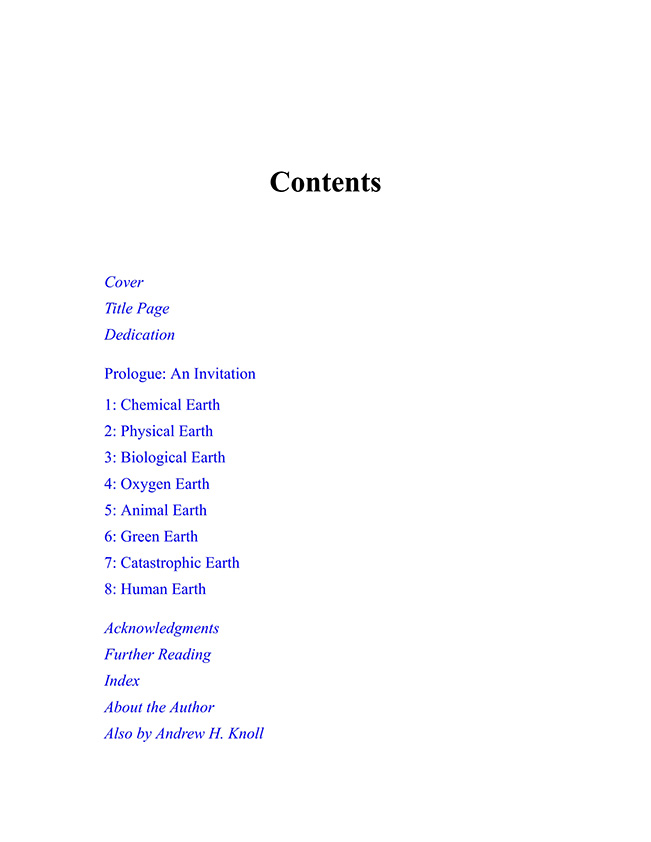 Contents
Cover
Title Page
Dedication
Prologue: An Invitation
1: Chemical Earth
2: Physical Earth
3: Biological Earth
4: Oxygen Earth
5: Animal Earth
6: Green Earth
7: Catastrophic Earth
8: Human Earth
Acknowledgments
Further Reading
Index
About the Author
Also by Andrew H. Knoll